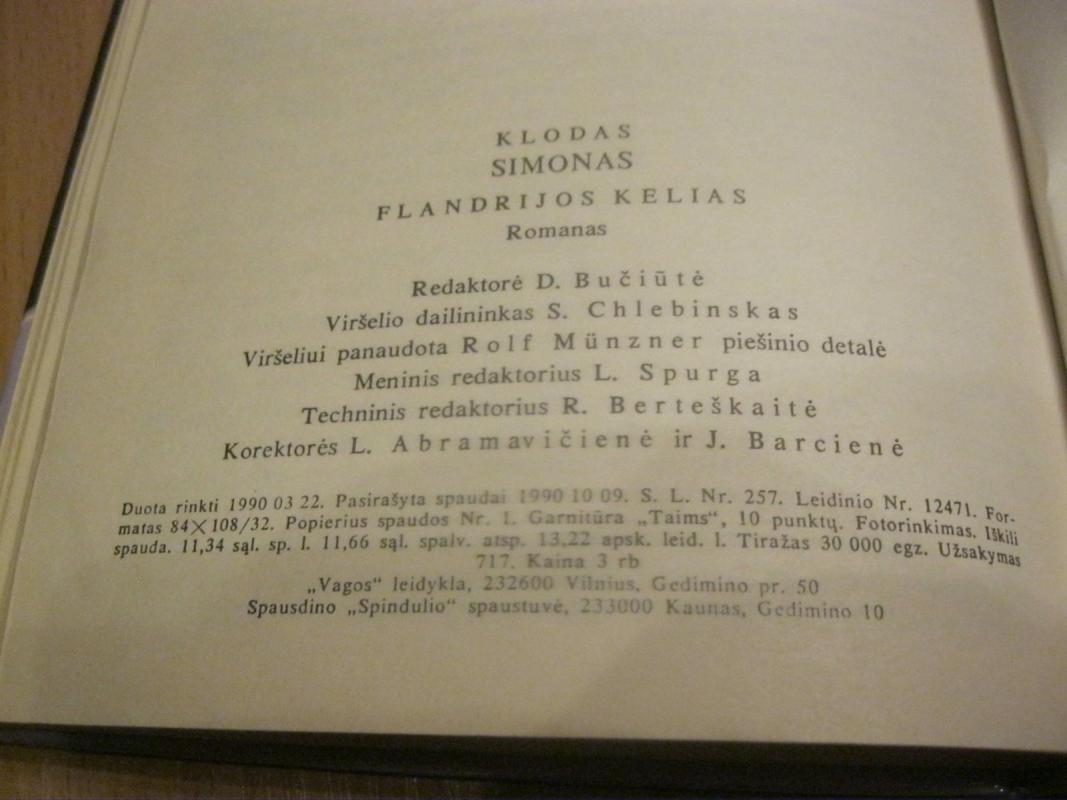 KLODAS
SIMONAS
FLANDRIJOS KELIAS
Romanas
Redaktorė D. Bučiūtė
Viršelio dailininkas S. Chlebinskas
Viršeliui panaudota Rolf Münzner piešinio detalė
Meninis redaktorius L. Spurga
Techninis redaktorius R. Berteškaitė
Korektorės L. Abramavičienė ir J. Barcienė
Duota rinkti 1990 03 22. Pasirašyta spaudai 1990 10 09. S. L. Nr. 257. Leidinio Nr. 12471. For-
matas 84×108/32. Popierius spaudos Nr. 1. Garnitūra „Taims“, 10 punktų. Fotorinkimas. Iškili
spauda. 11,34 sąl. sp. l. 11,66 sąl. spalv. atsp. 13,22 apsk. leid. l. Tiražas 30 000 egz. Užsakymas
717. Kaina 3 rb
„Vagos“ leidykla, 232600 Vilnius, Gedimino pr. 50
Spausdino „Spindulio“ spaustuvė, 233000 Kaunas, Gedimino 10